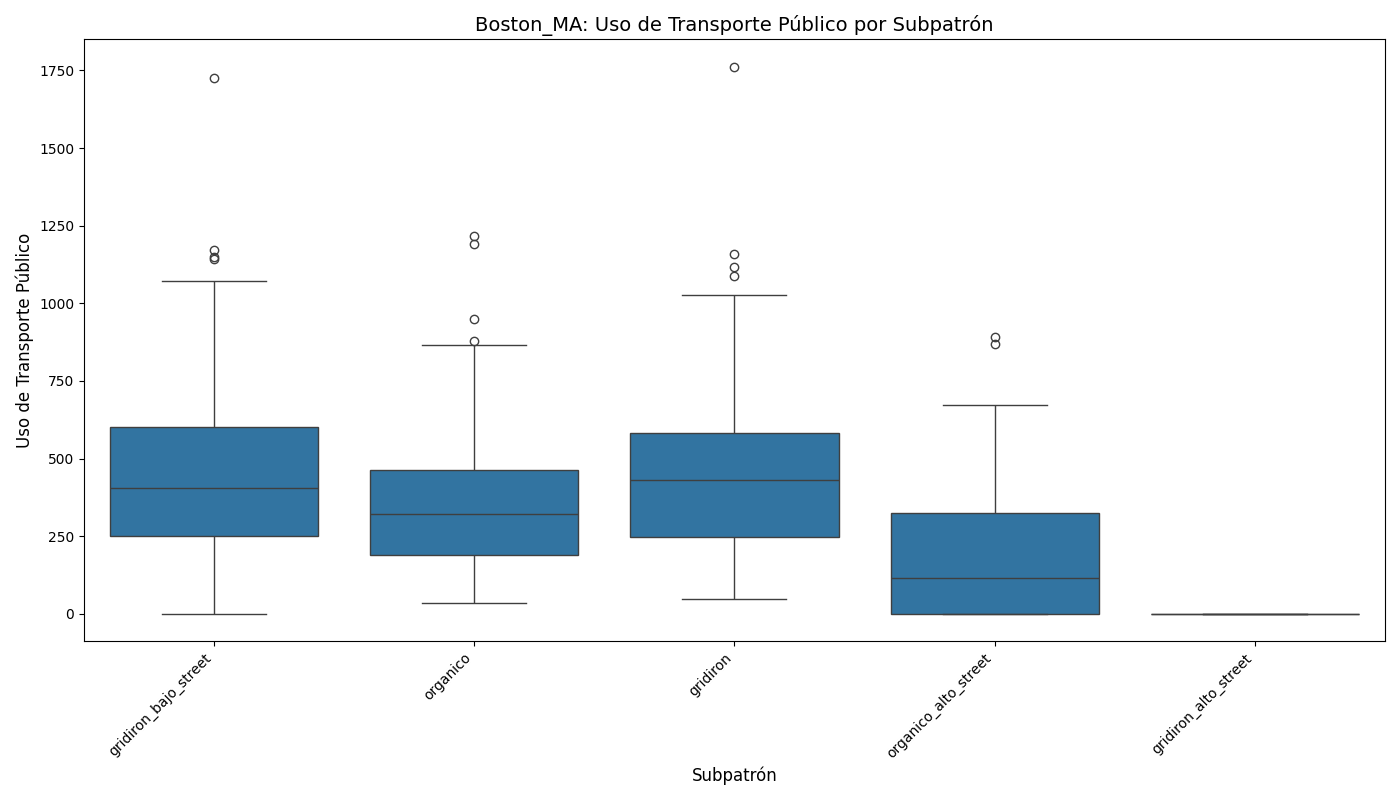 Boston_MA: Uso de Transporte Público por Subpatrón
Uso de Transporte Público
1750
1500
1250
1000
750
500
250
0
gridiron_bajo_street
organico
gridiron
organico_alto_street
gridiron_alto_street
Subpatrón